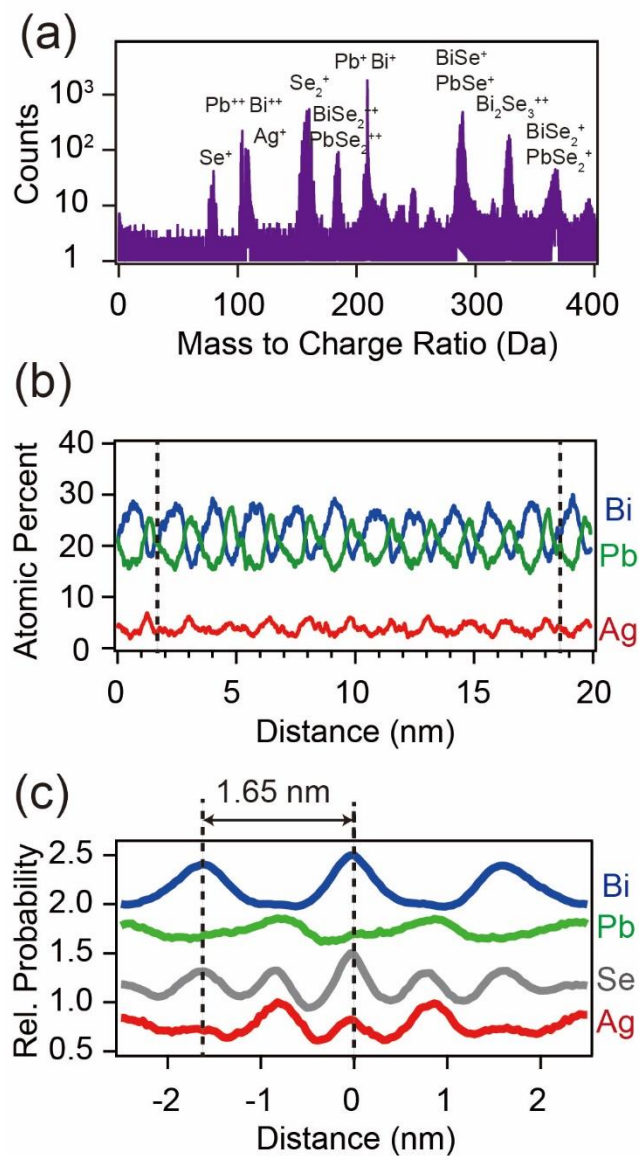 (a)
Pb⁺ Bi⁺
BiSe⁺
Se₂⁺
PbSe⁺
10³
Pb⁺⁺ Bi⁺⁺
BiSe₂⁺⁺
Bi₂Se₃⁺⁺
Ag⁺
BiSe₂⁺
10²
Se⁺
PbSe₂⁺⁺
PbSe₂⁺
Counts
10
1
0 100 200 300 400
Mass to Charge Ratio (Da)
(b)
40
30
Bi
20
Pb
10
Ag
0
Atomic Percent
0 5 10 15 20
Distance (nm)
(c)
1.65 nm
2.5
Bi
2.0
Pb
1.5
Se
1.0
Ag
0.5
Rel. Probability
-2 -1 0 1 2
Distance (nm)